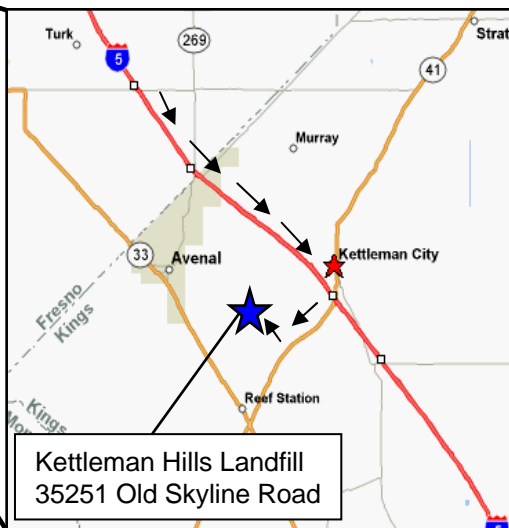 Turk
269
5
Strat
41
Murray
Kettleman City
33
Avenal
Fresno
Kings
Reef Station
Kings
Kettleman Hills Landfill
35251 Old Skyline Road